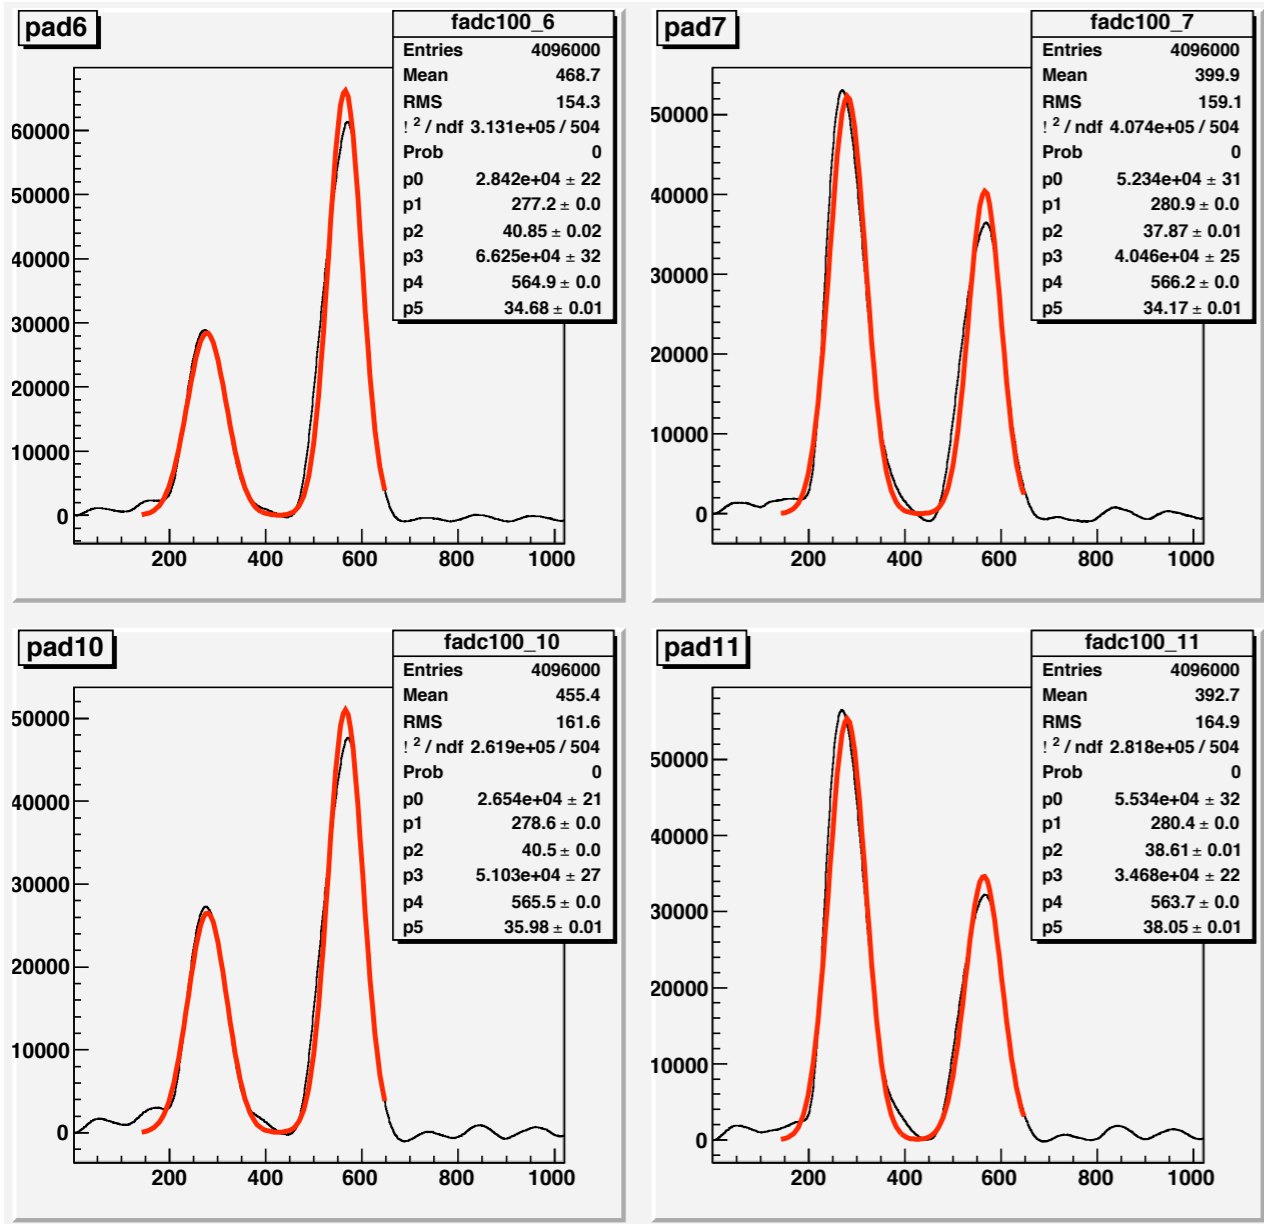 pad6
fadc100_6
Entries 4096000
Mean 468.7
RMS 154.3
! 2 / ndf 3.131e+05 / 504
Prob 0
p0 2.842e+04 ± 22
p1 277.2 ± 0.0
p2 40.85 ± 0.02
p3 6.625e+04 ± 32
p4 564.9 ± 0.0
p5 34.68 ± 0.01
60000
50000
40000
30000
20000
10000
0
200 400 600 800 1000
pad7
fadc100_7
Entries 4096000
Mean 399.9
RMS 159.1
! 2 / ndf 4.074e+05 / 504
Prob 0
p0 5.234e+04 ± 31
p1 280.9 ± 0.0
p2 37.87 ± 0.01
p3 4.046e+04 ± 25
p4 566.2 ± 0.0
p5 34.17 ± 0.01
50000
40000
30000
20000
10000
0
200 400 600 800 1000
pad10
fadc100_10
Entries 4096000
Mean 455.4
RMS 161.6
! 2 / ndf 2.619e+05 / 504
Prob 0
p0 2.654e+04 ± 21
p1 278.6 ± 0.0
p2 40.5 ± 0.0
p3 5.103e+04 ± 27
p4 565.5 ± 0.0
p5 35.98 ± 0.01
50000
40000
30000
20000
10000
0
200 400 600 800 1000
pad11
fadc100_11
Entries 4096000
Mean 392.7
RMS 164.9
! 2 / ndf 2.818e+05 / 504
Prob 0
p0 5.534e+04 ± 32
p1 280.4 ± 0.0
p2 38.61 ± 0.01
p3 3.468e+04 ± 22
p4 563.7 ± 0.0
p5 38.05 ± 0.01
50000
40000
30000
20000
10000
0
200 400 600 800 1000